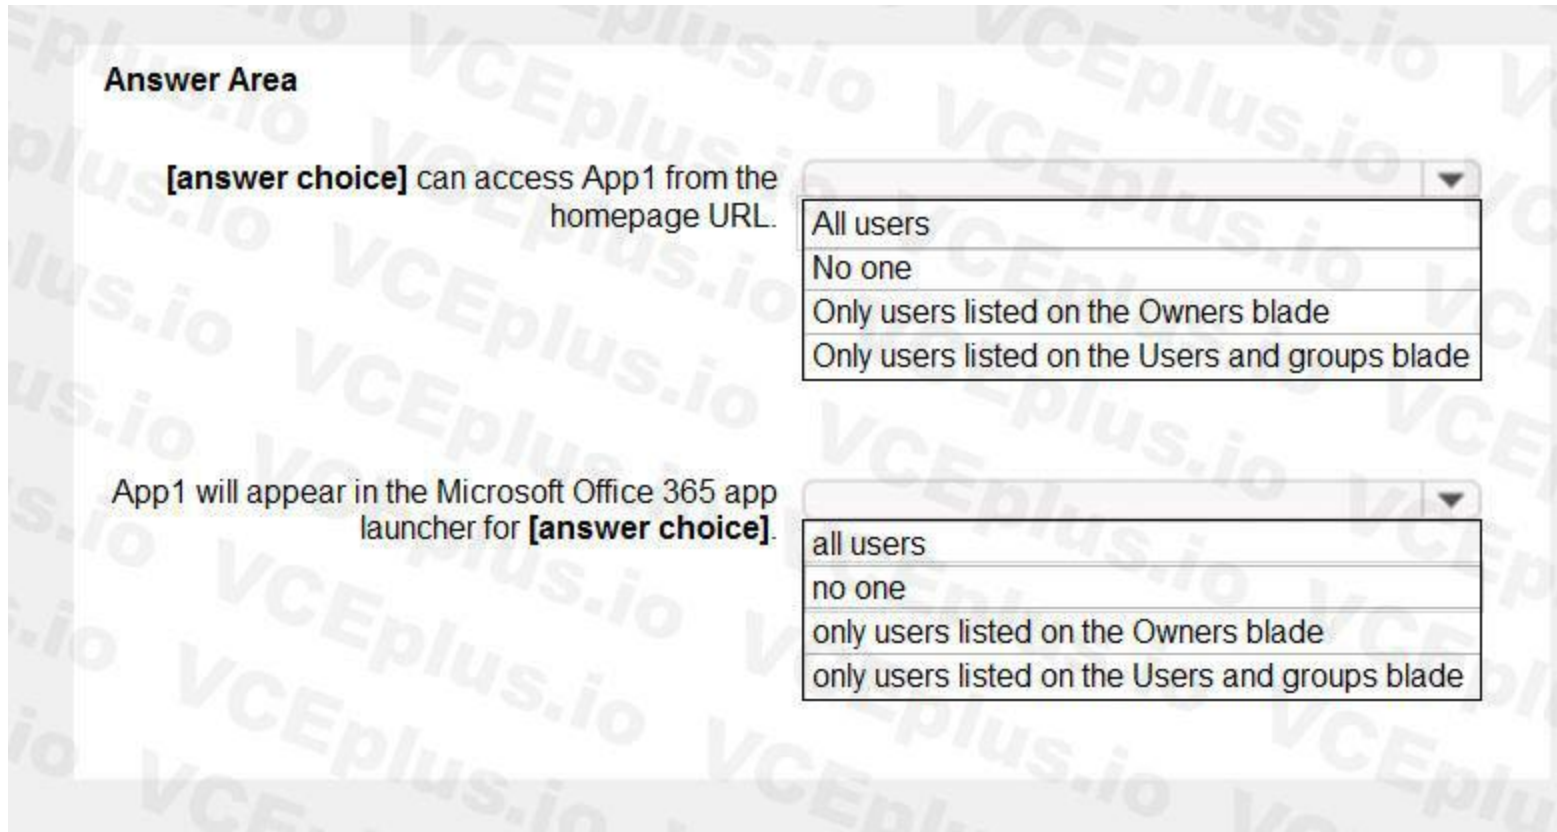 Answer Area
[answer choice] can access App1 from the
homepage URL.
All users
No one
Only users listed on the Owners blade
Only users listed on the Users and groups blade
App1 will appear in the Microsoft Office 365 app
launcher for [answer choice].
all users
no one
only users listed on the Owners blade
only users listed on the Users and groups blade
VCEplus.io